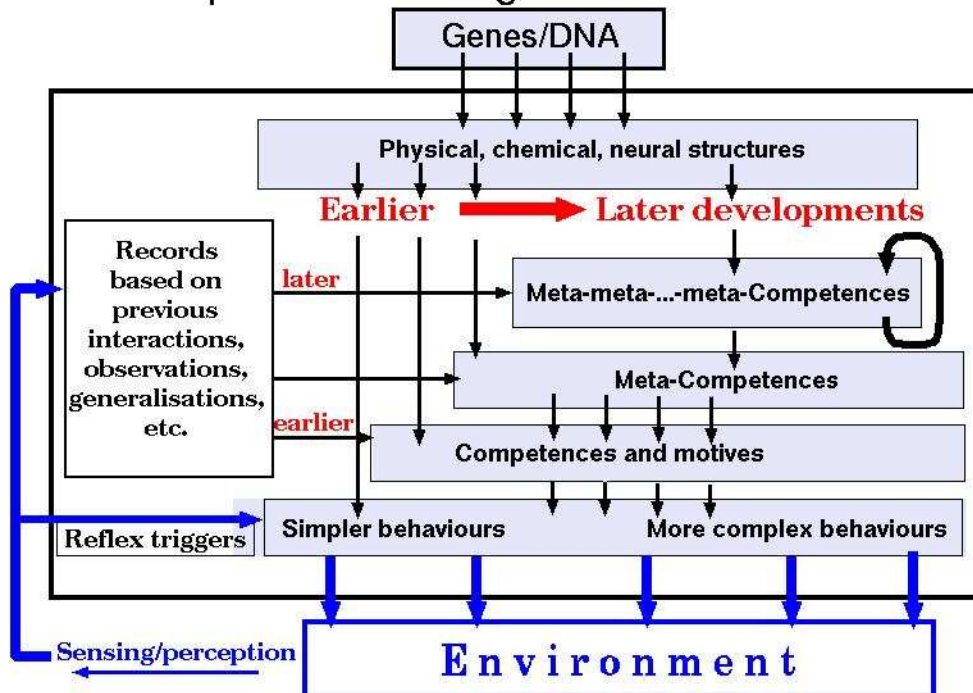 Genes/DNA
Physical, chemical, neural structures
Earlier
Later developments
Records
based on
previous
interactions,
observations,
generalisations,
etc.
later
Meta-meta-...-meta-Competences
Meta-Competences
earlier
Competences and motives
Simpler behaviours
More complex behaviours
Reflex triggers
Sensing/perception
Environment